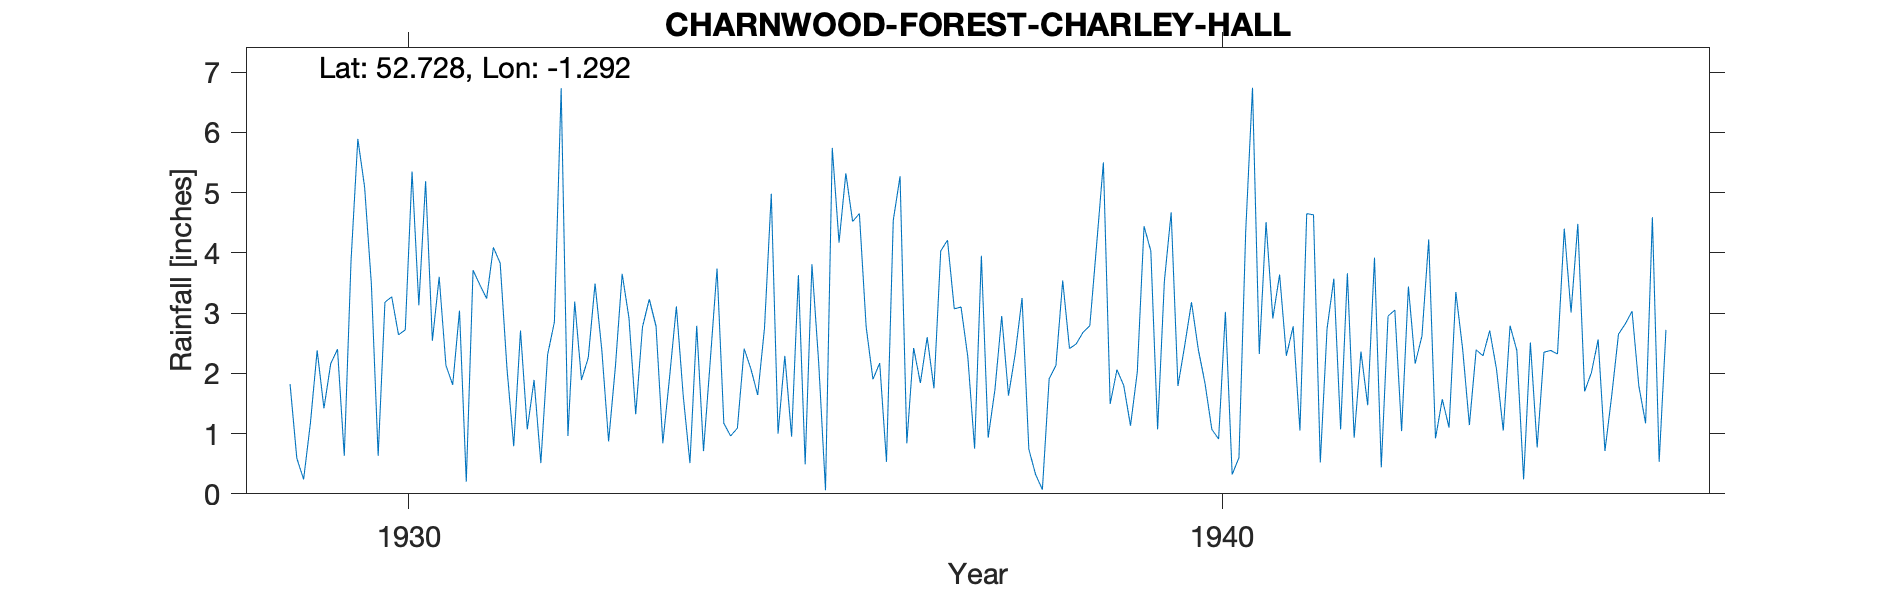 CHARNWOOD-FOREST-CHARLEY-HALL
Lat: 52.728, Lon: -1.292
7
6
5
4
3
2
1
0
Rainfall [inches]
1930 1940
Year